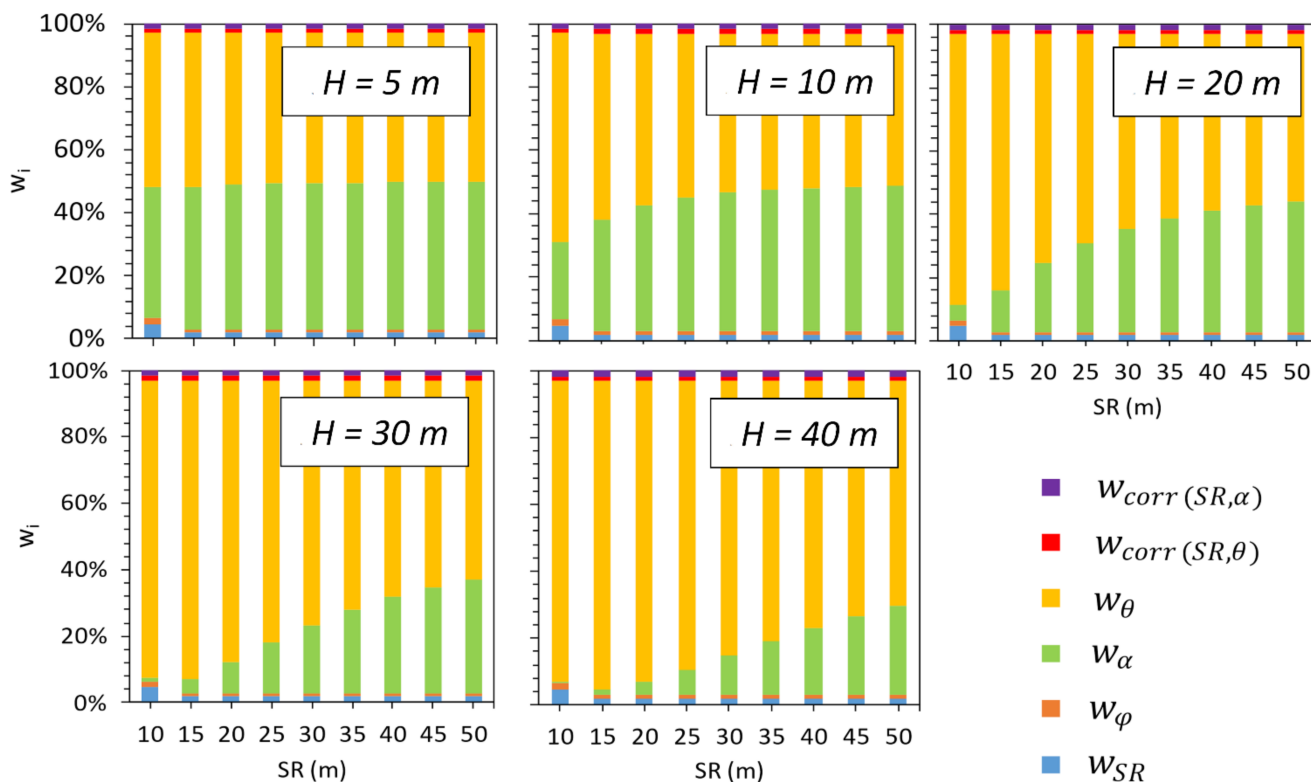 100%
80%
60%
40%
20%
0%
w_i
H = 5 m
H = 10 m
H = 20 m
10 15 20 25 30 35 40 45 50
SR (m)
100%
80%
60%
40%
20%
0%
w_i
H = 30 m
H = 40 m
10 15 20 25 30 35 40 45 50
SR (m)
10 15 20 25 30 35 40 45 50
SR (m)
w_corr (SR,α)
w_corr (SR,θ)
w_θ
w_α
w_φ
w_SR